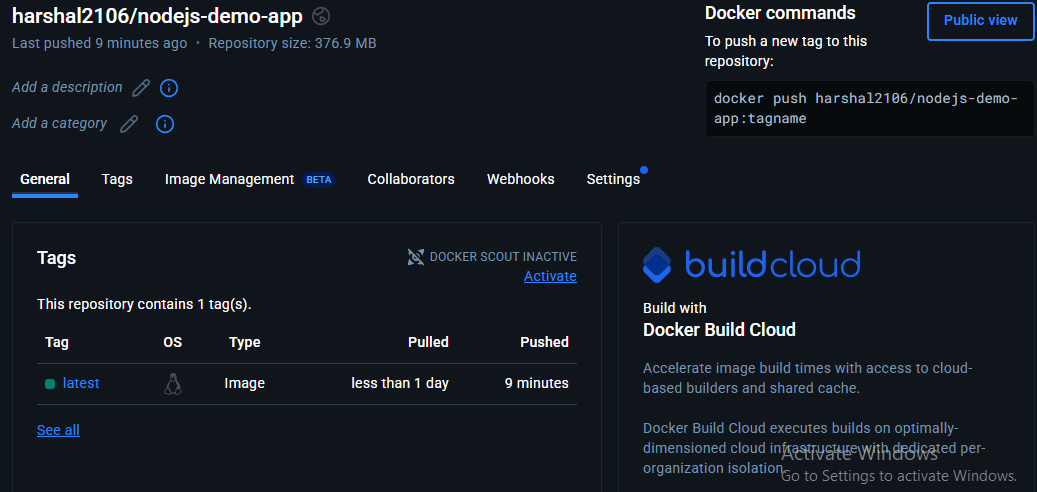 harshal2106/nodejs-demo-app
Last pushed 9 minutes ago • Repository size: 376.9 MB
Add a description
Add a category
Docker commands
Public view
To push a new tag to this
repository:
docker push harshal2106/nodejs-demo-
app:tagname
General Tags Image Management BETA Collaborators Webhooks Settings
Tags
DOCKER SCOUT INACTIVE
Activate
This repository contains 1 tag(s).
Tag OS Type Pulled Pushed
latest Image less than 1 day 9 minutes
See all
buildcloud
Build with
Docker Build Cloud
Accelerate image build times with access to cloud-
based builders and shared cache.
Docker Build Cloud executes builds on optimally-
dimensioned cloud infrastructure with dedicated per-
organization isolation.
Activate Windows
Go to Settings to activate Windows.